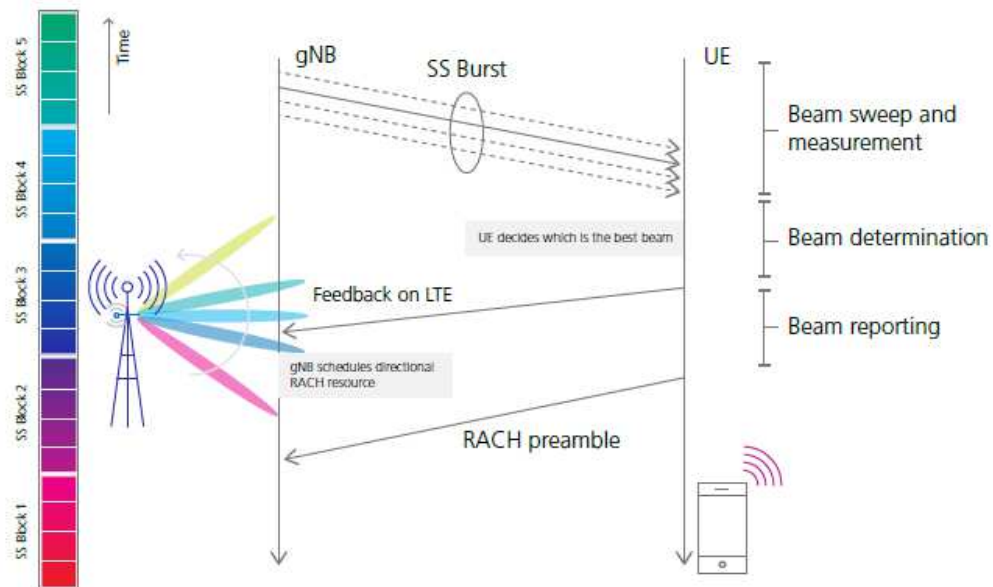 SS Block 5
SS Block 4
SS Block 3
SS Block 2
SS Block 1
Time
gNB
SS Burst
UE
Beam sweep and
measurement
UE decides which is the best beam
Beam determination
Feedback on LTE
Beam reporting
gNB schedules directional
RACH resource
RACH preamble